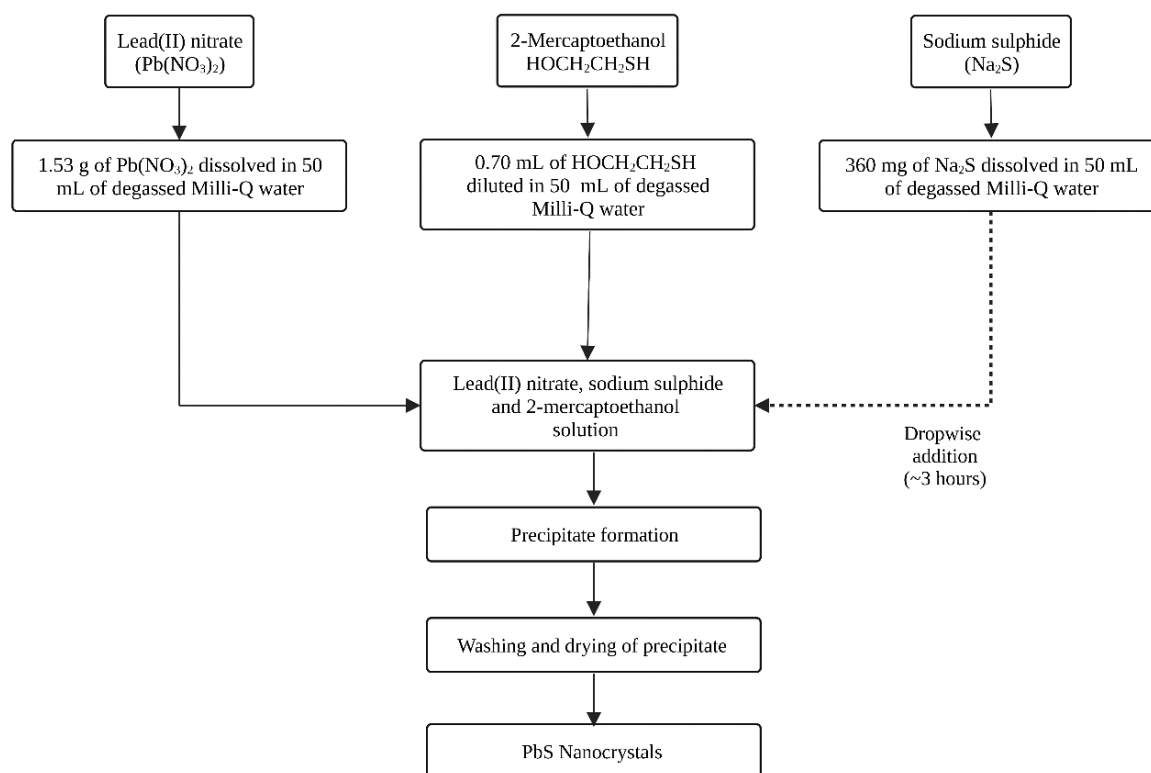 Lead(II) nitrate
(Pb(NO₃)₂)
2-Mercaptoethanol
HOCH₂CH₂SH
Sodium sulphide
(Na₂S)
1.53 g of Pb(NO₃)₂ dissolved in 50
mL of degassed Milli-Q water
0.70 mL of HOCH₂CH₂SH
diluted in 50 mL of degassed
Milli-Q water
360 mg of Na₂S dissolved in 50 mL
of degassed Milli-Q water
Lead(II) nitrate, sodium sulphide
and 2-mercaptoethanol
solution
Dropwise
addition
(~3 hours)
Precipitate formation
Washing and drying of precipitate
PbS Nanocrystals